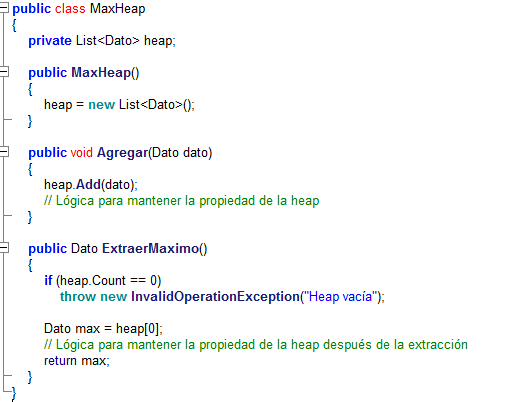 public class MaxHeap
{
private List<Dato> heap;
public MaxHeap()
{
heap = new List<Dato>();
}
public void Agregar(Dato dato)
{
heap.Add(dato);
// Lógica para mantener la propiedad de la heap
}
public Dato ExtraerMaximo()
{
if (heap.Count == 0)
throw new InvalidOperationException("Heap vacía");
Dato max = heap[0];
// Lógica para mantener la propiedad de la heap después de la extracción
return max;
}
}